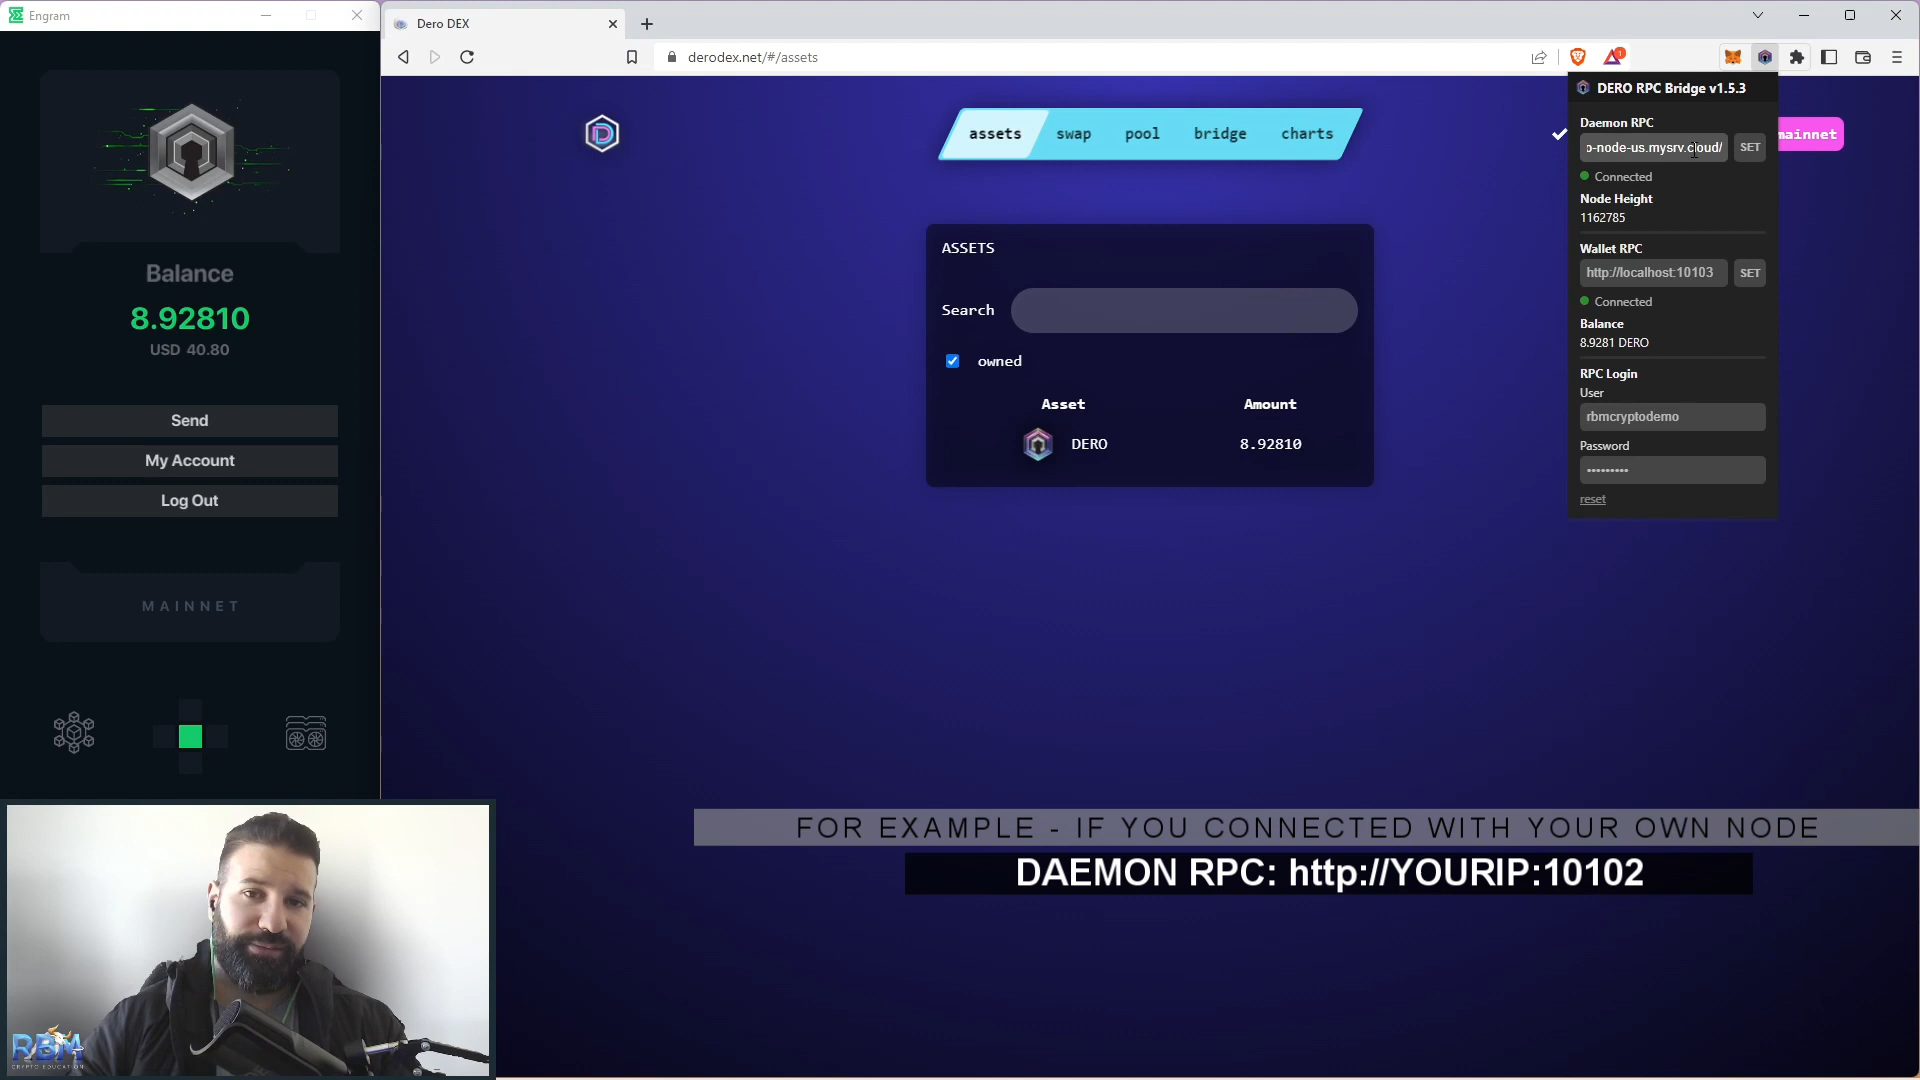 Engram
Balance
8.92810
USD 40.80
Send
My Account
Log Out
MAINNET
Dero DEX
derodex.net/#/assets
1
assets
swap
pool
bridge
charts
mainnet
ASSETS
Search
owned
Asset Amount
DERO 8.92810
DERO RPC Bridge v1.5.3
Daemon RPC
o-node-us.mysrv.cloud/ SET
Connected
Node Height
1162785
Wallet RPC
http://localhost:10103 SET
Connected
Balance
8.9281 DERO
RPC Login
User
rbmcryptodemo
Password
•••••••••
reset
FOR EXAMPLE - IF YOU CONNECTED WITH YOUR OWN NODE
DAEMON RPC: http://YOURIP:10102
RBM
CRYPTO EDUCATION